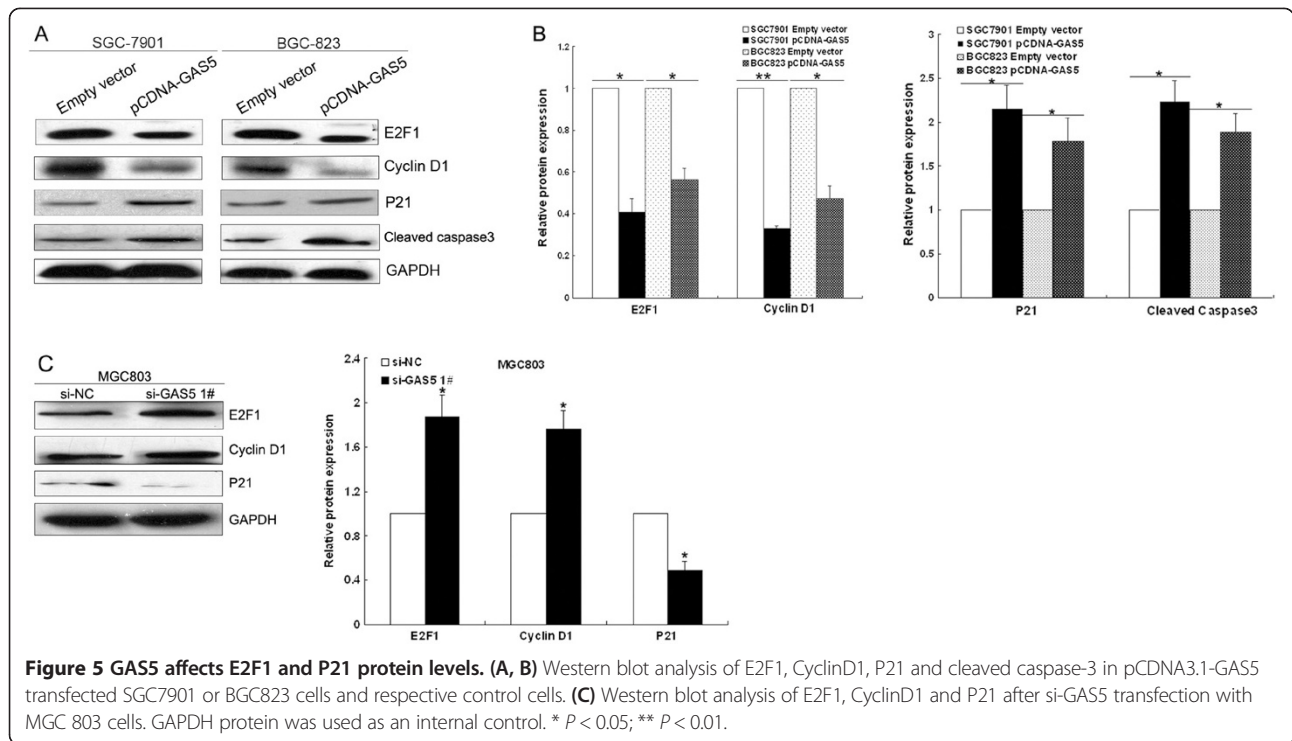 A
SGC-7901 BGC-823
Empty vector pCDNA-GAS5 Empty vector pCDNA-GAS5
E2F1
Cyclin D1
P21
Cleaved caspase3
GAPDH
B
SGC7901 Empty vector
SGC7901 pCDNA-GAS5
BGC823 Empty vector
BGC823 pCDNA-GAS5
Relative protein expression
1.2
1
0.8
0.6
0.4
0.2
0
* * ** *
E2F1 Cyclin D1
SGC7901 Empty vector
SGC7901 pCDNA-GAS5
BGC823 Empty vector
BGC823 pCDNA-GAS5
Relative protein expression
3
2.5
2
1.5
1
0.5
0
* * * *
P21 Cleaved Caspase3
C
MGC803
si-NC si-GAS5 1#
E2F1
Cyclin D1
P21
GAPDH
si-NC MGC803
si-GAS5 1#
Relative protein expression
2.4
2
1.6
1.2
0.8
0.4
0
* * *
E2F1 Cyclin D1 P21
Figure 5 GAS5 affects E2F1 and P21 protein levels. (A, B) Western blot analysis of E2F1, CyclinD1, P21 and cleaved caspase-3 in pCDNA3.1-GAS5
transfected SGC7901 or BGC823 cells and respective control cells. (C) Western blot analysis of E2F1, CyclinD1 and P21 after si-GAS5 transfection with
MGC 803 cells. GAPDH protein was used as an internal control. * P < 0.05; ** P < 0.01.